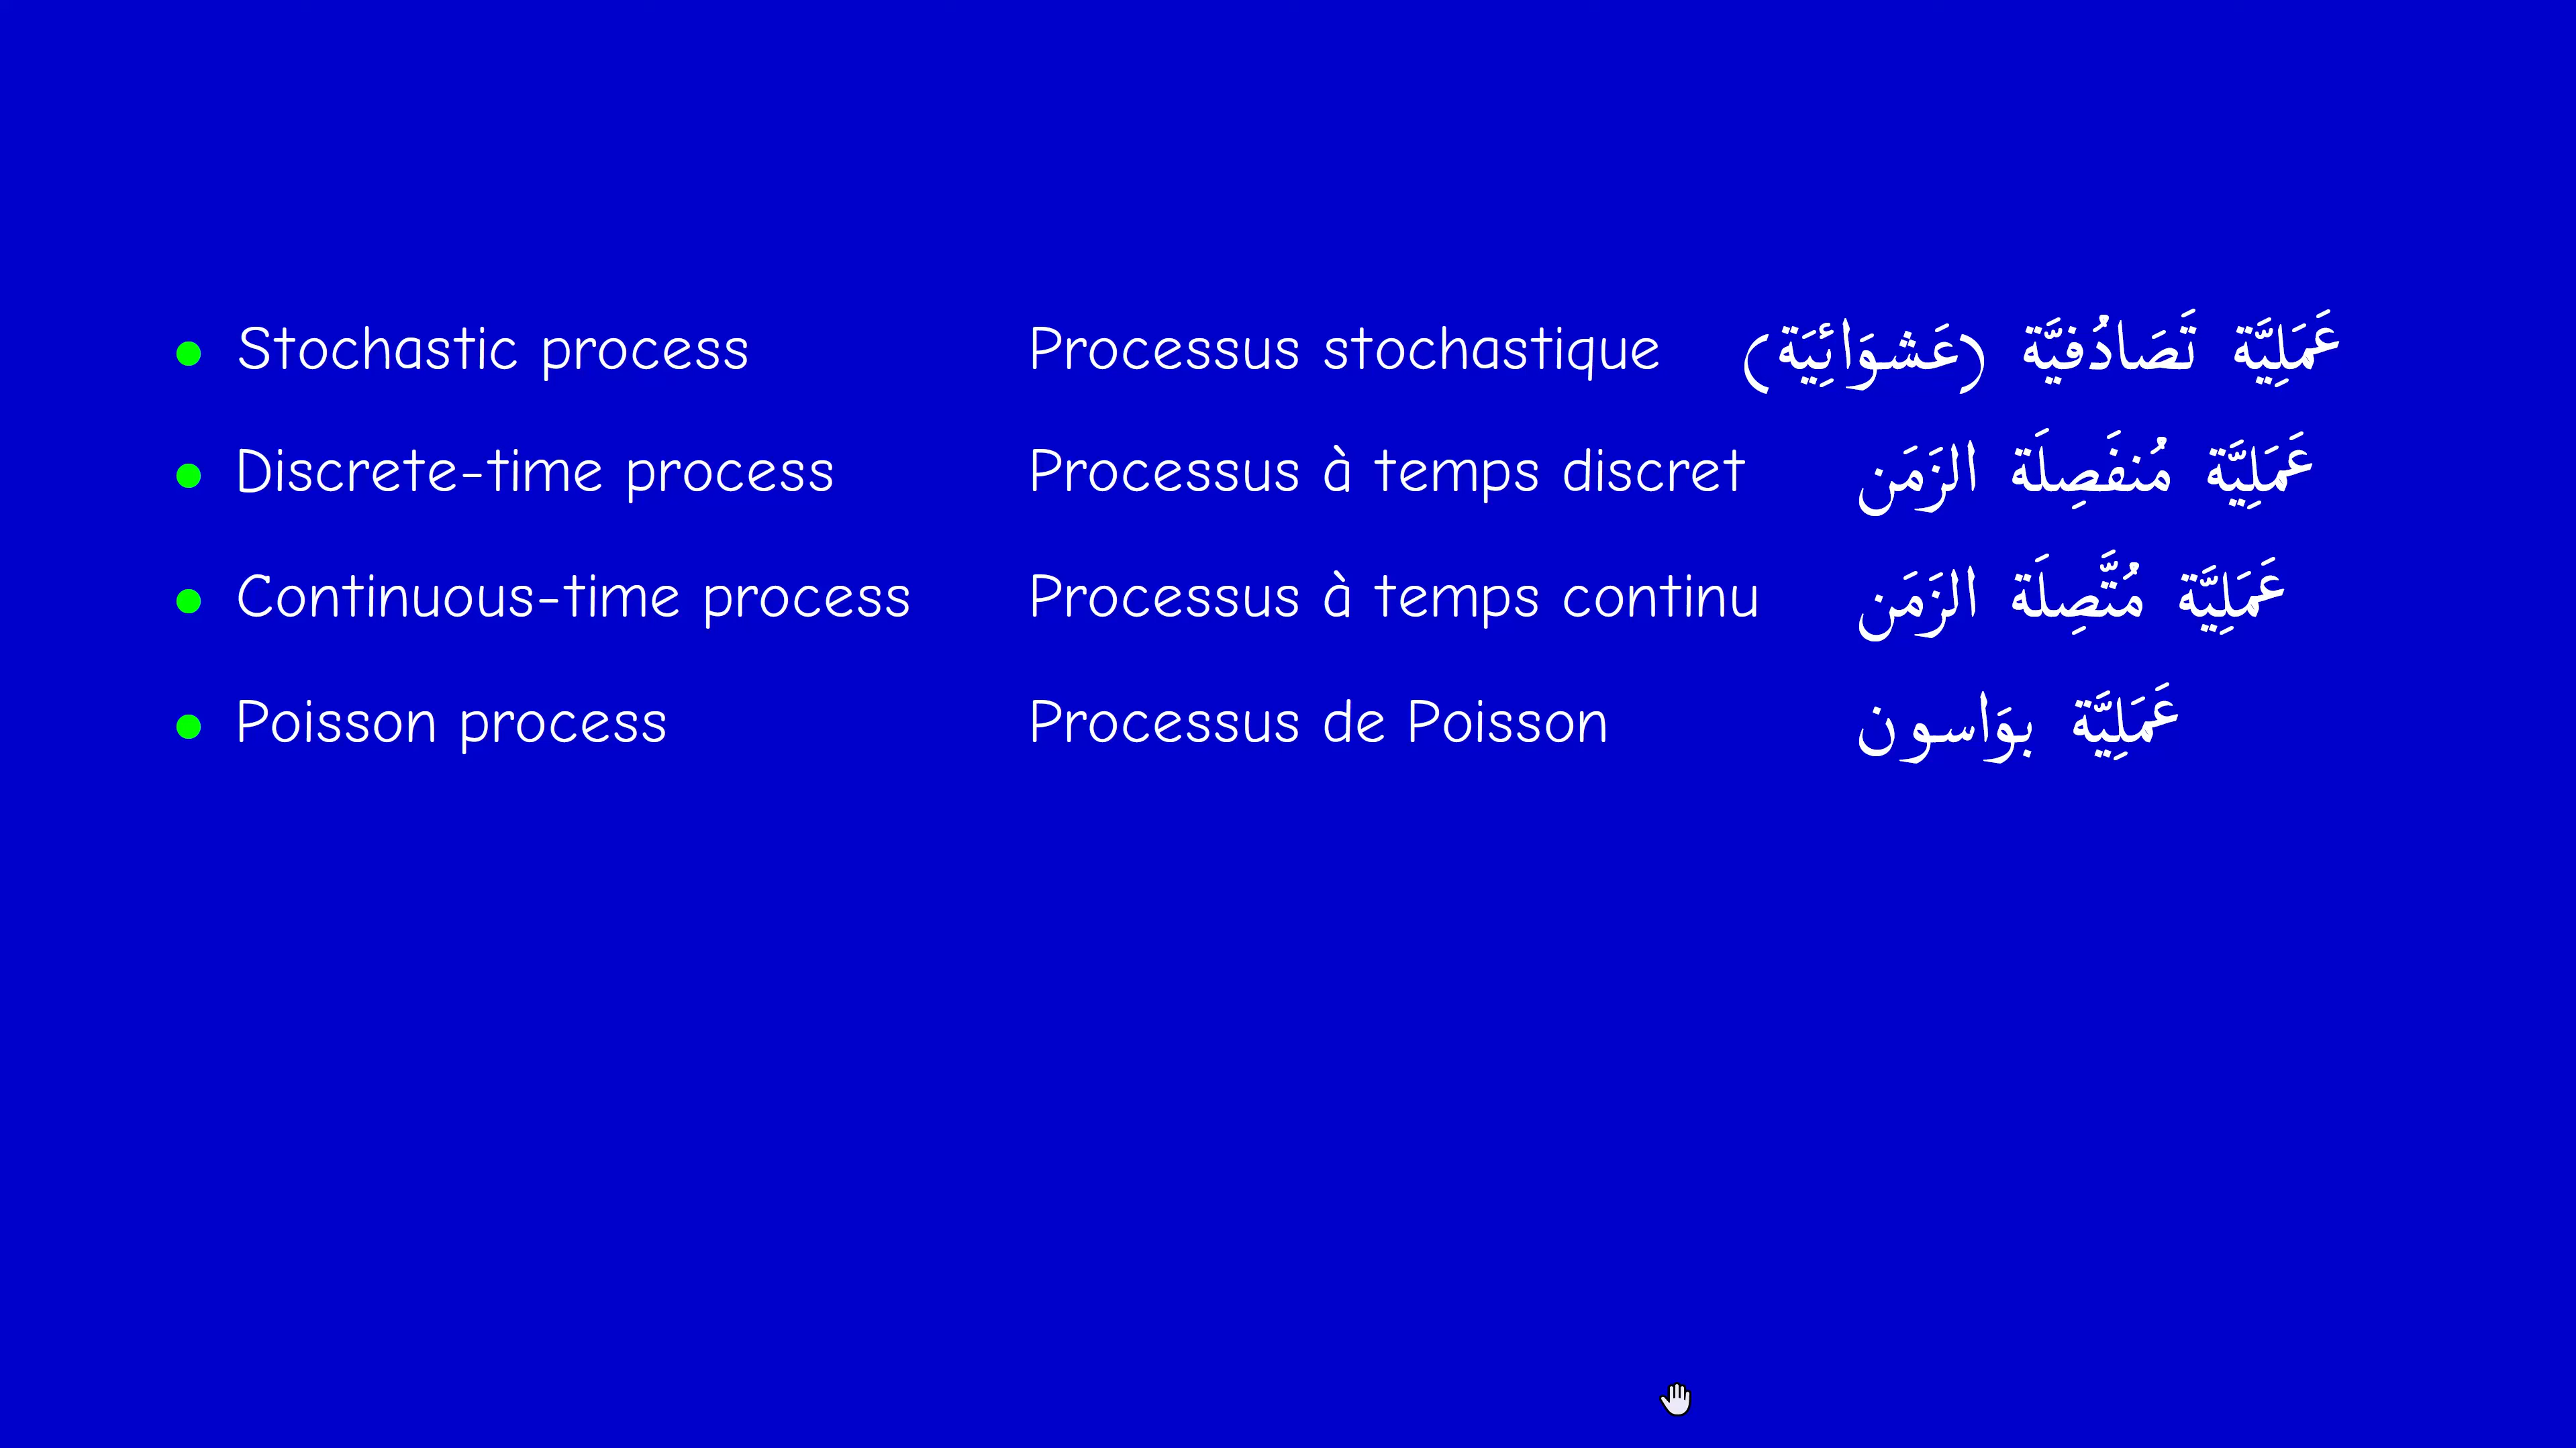 Stochastic process Processus stochastique عَمَلِيَّة تَصَادُفيَّة (عَشوَائِيَة)
Discrete-time process Processus à temps discret عَمَلِيَّة مُنفَصِلَة الزَمَن
Continuous-time process Processus à temps continu عَمَلِيَّة مُتَّصِلَة الزَمَن
Poisson process Processus de Poisson عَمَلِيَّة بوَاسون